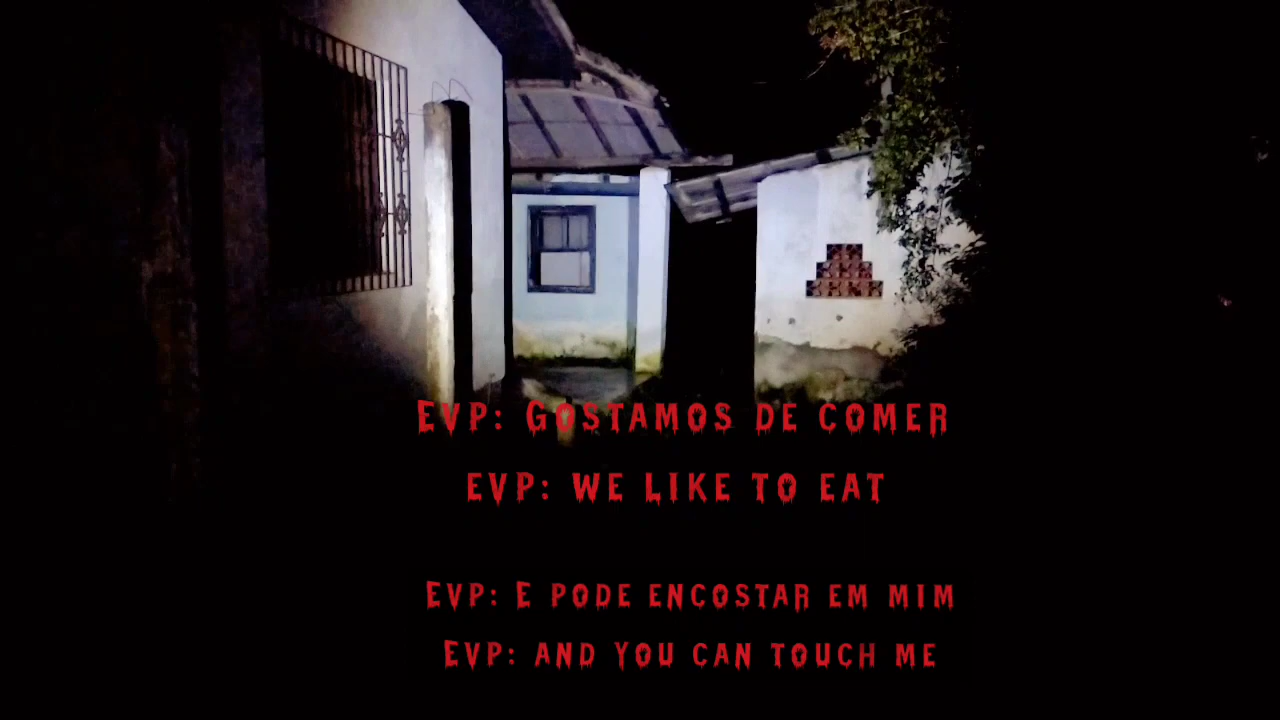 EVP: GOSTAMOS DE COMER
EVP: WE LIKE TO EAT
EVP: E PODE ENCOSTAR EM MIM
EVP: AND YOU CAN TOUCH ME